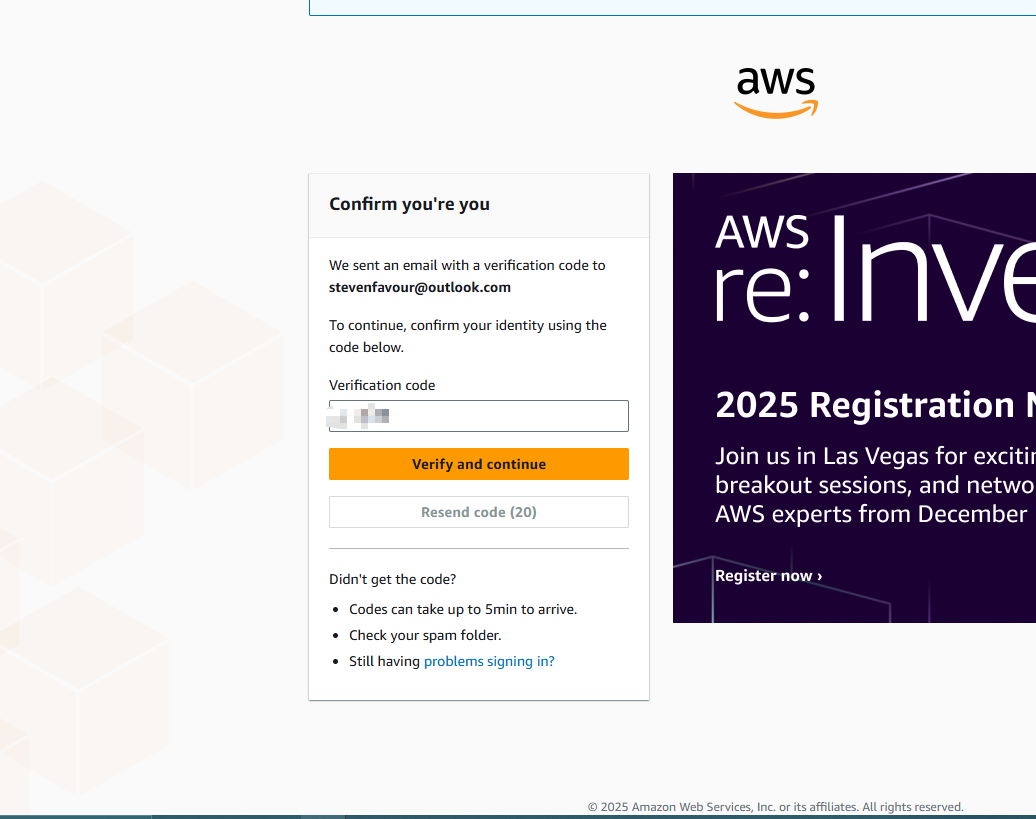 aws
Confirm you're you
We sent an email with a verification code to
stevenfavour@outlook.com
To continue, confirm your identity using the
code below.
Verification code
Verify and continue
Resend code (20)
Didn't get the code?
Codes can take up to 5min to arrive.
Check your spam folder.
Still having problems signing in?
AWS
re:Inve
2025 Registration
Join us in Las Vegas for
breakout sessions, and
AWS experts from December
Register now ›
© 2025 Amazon Web Services, Inc. or its affiliates. All rights reserved.